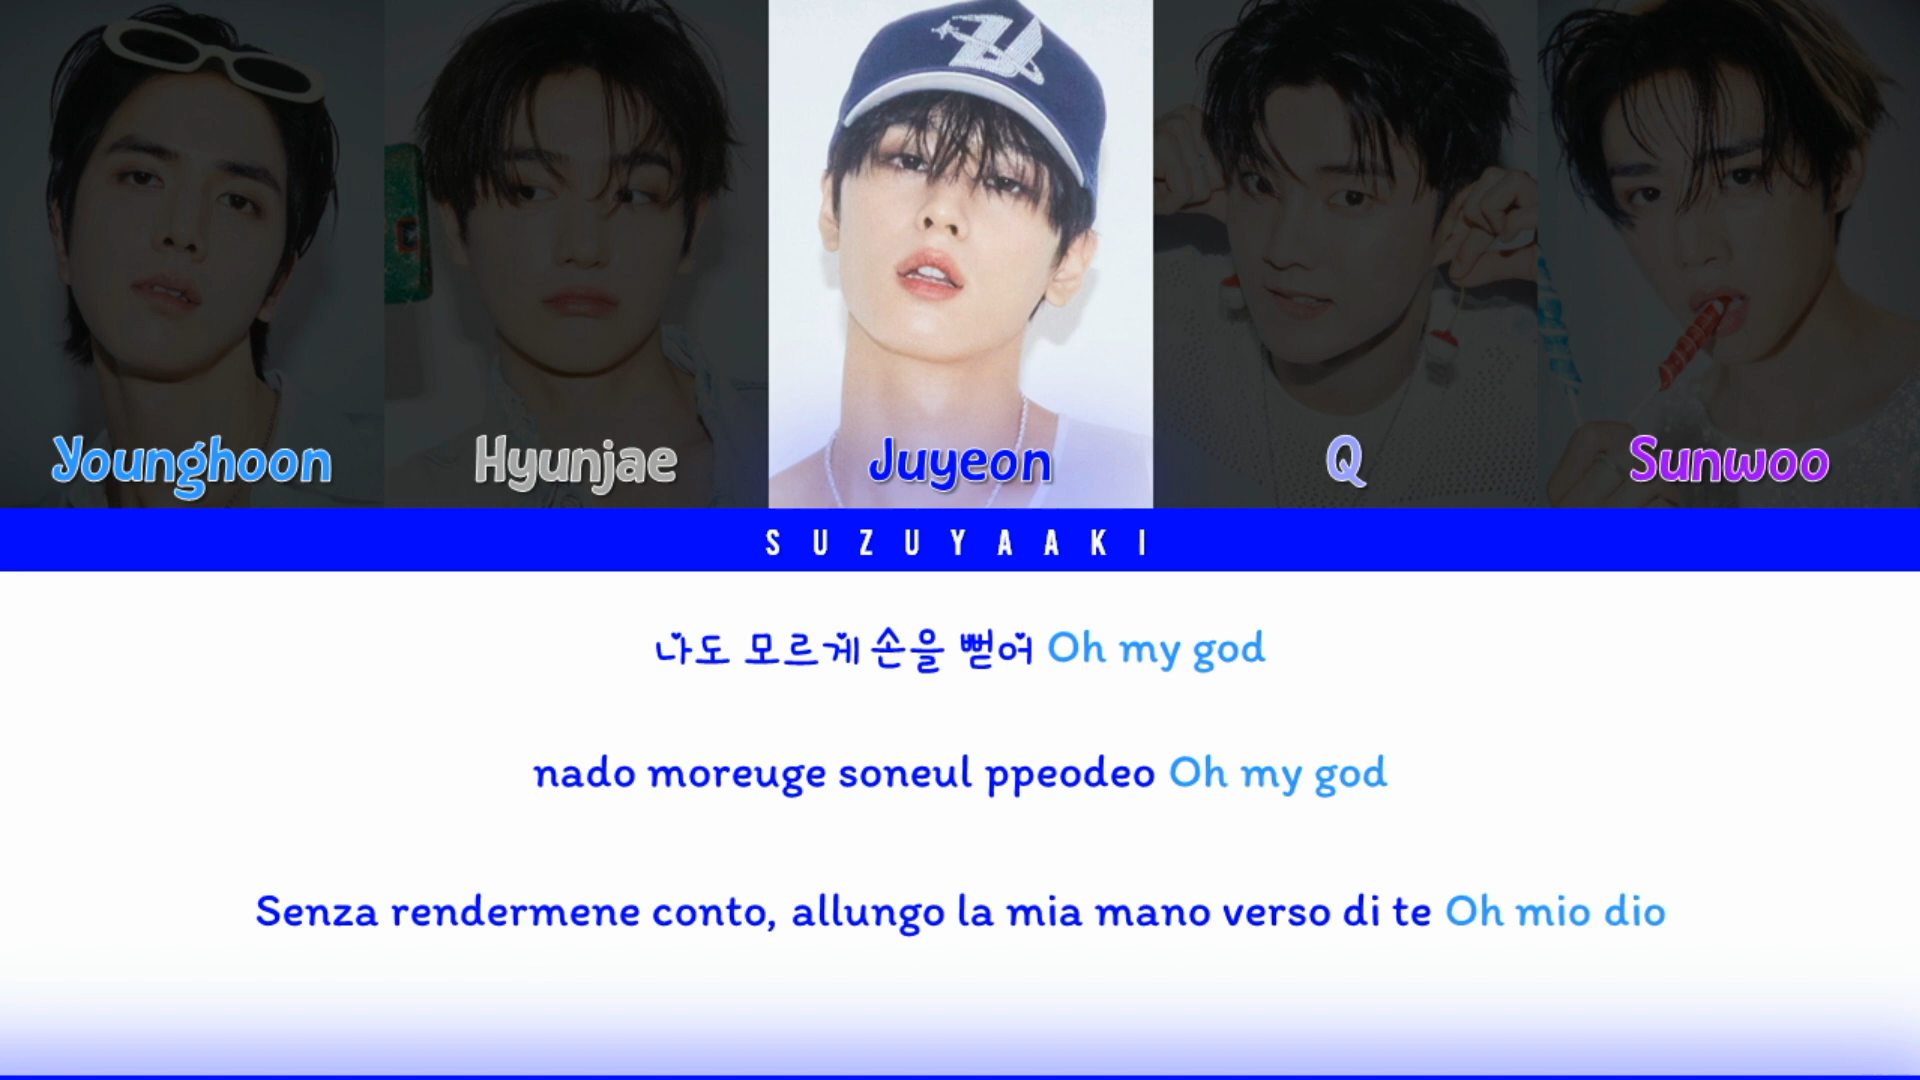 Younghoon Hyunjae Juyeon Q Sunwoo
SUZUYAAKI
나도 모르게 손을 뻗어 Oh my god
nado moreuge soneul ppeodeo Oh my god
Senza rendermene conto, allungo la mia mano verso di te Oh mio dio